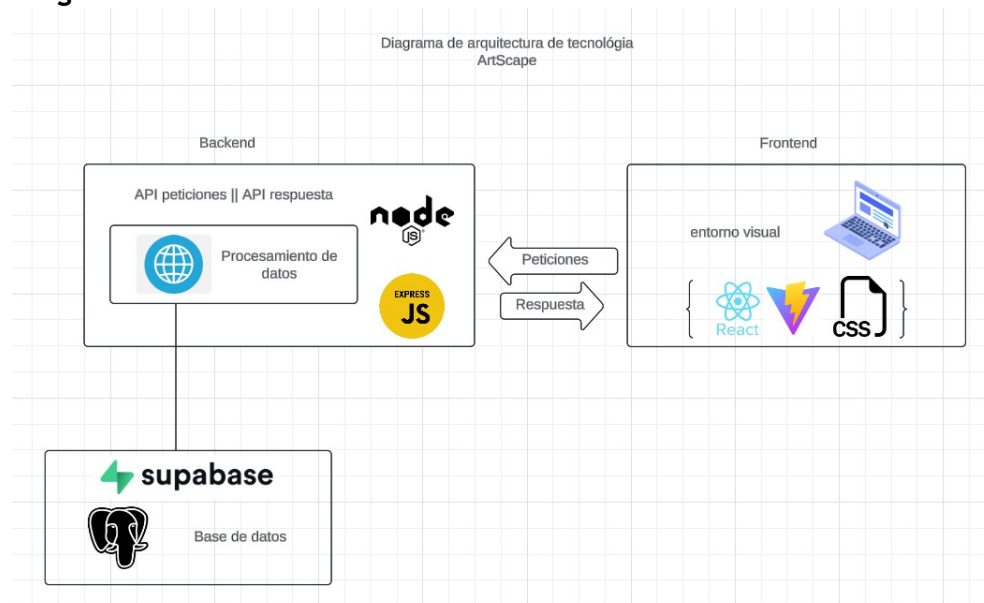 Diagrama de arquitectura de tecnológia
ArtScape
Backend
Frontend
API peticiones || API respuesta
node
JS
Procesamiento de
datos
EXPRESS
JS
Peticiones
Respuesta
entorno visual
React
CSS
supabase
Base de datos